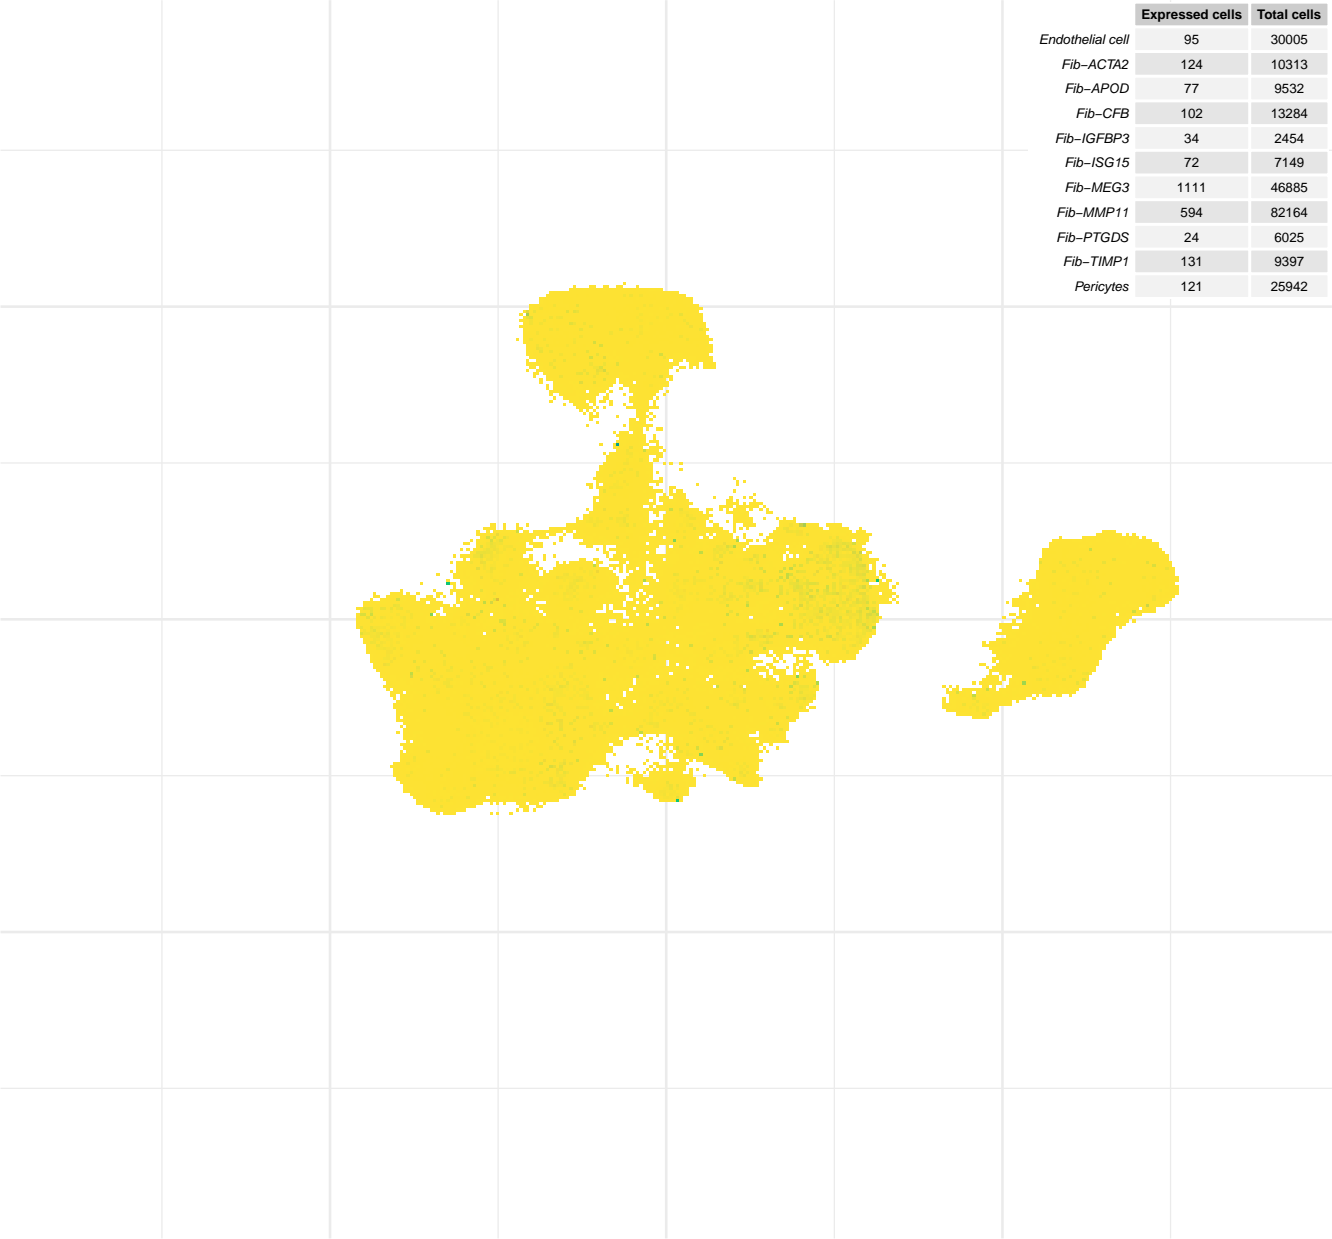 Expressed cells Total cells
Endothelial cell 95 30005
Fib−ACTA2 124 10313
Fib−APOD 77 9532
Fib−CFB 102 13284
Fib−IGFBP3 34 2454
Fib−ISG15 72 7149
Fib−MEG3 1111 46885
Fib−MMP11 594 82164
Fib−PTGDS 24 6025
Fib−TIMP1 131 9397
Pericytes 121 25942